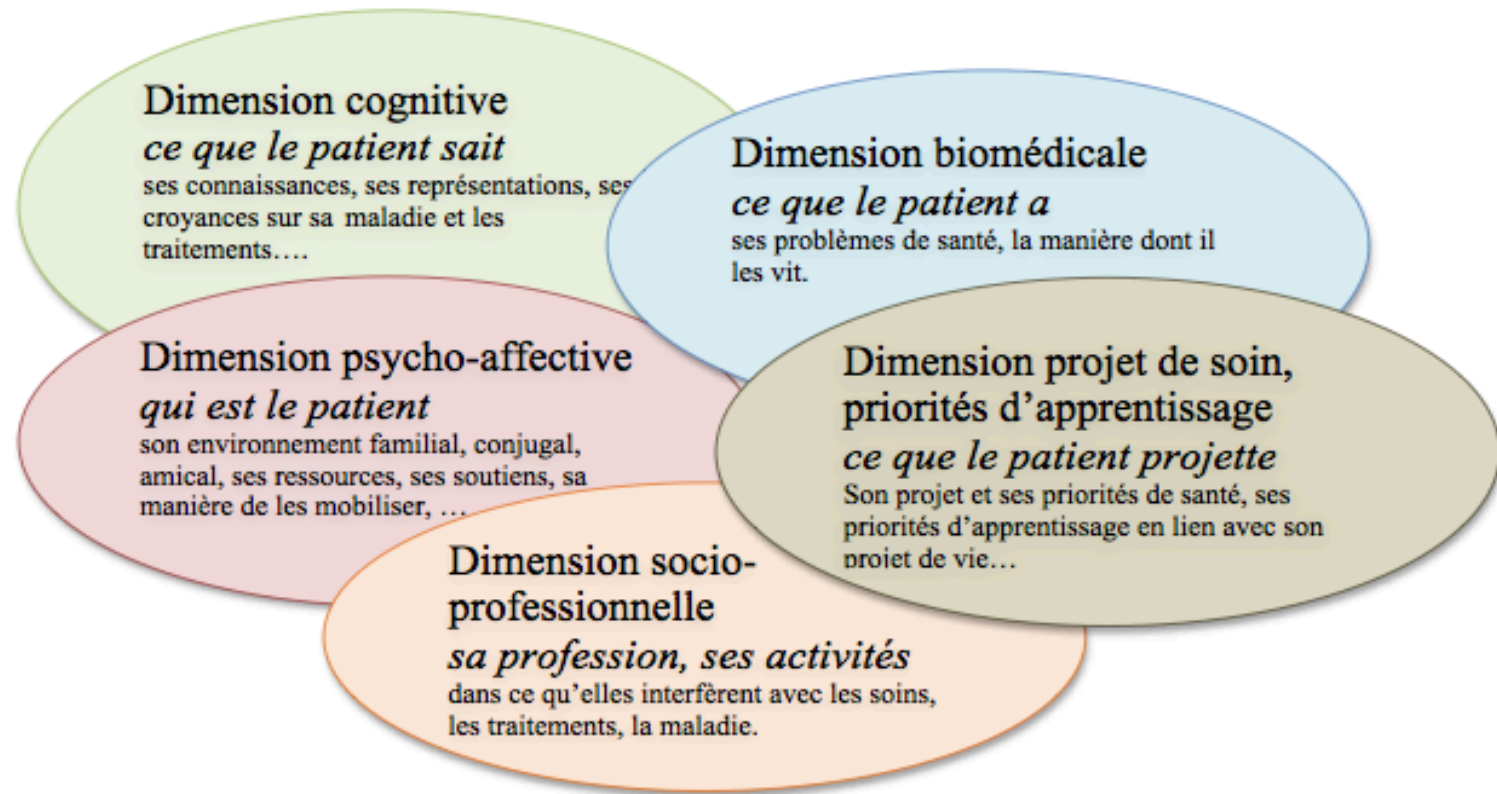 Dimension cognitive
ce que le patient sait
ses connaissances, ses représentations, ses
croyances sur sa maladie et les
traitements….
Dimension biomédicale
ce que le patient a
ses problèmes de santé, la manière dont il
les vit.
Dimension psycho-affective
qui est le patient
son environnement familial, conjugal,
amical, ses ressources, ses soutiens, sa
manière de les mobiliser, …
Dimension projet de soin,
priorités d’apprentissage
ce que le patient projette
Son projet et ses priorités de santé, ses
priorités d’apprentissage en lien avec son
projet de vie…
Dimension socio-
professionnelle
sa profession, ses activités
dans ce qu’elles interfèrent avec les soins,
les traitements, la maladie.